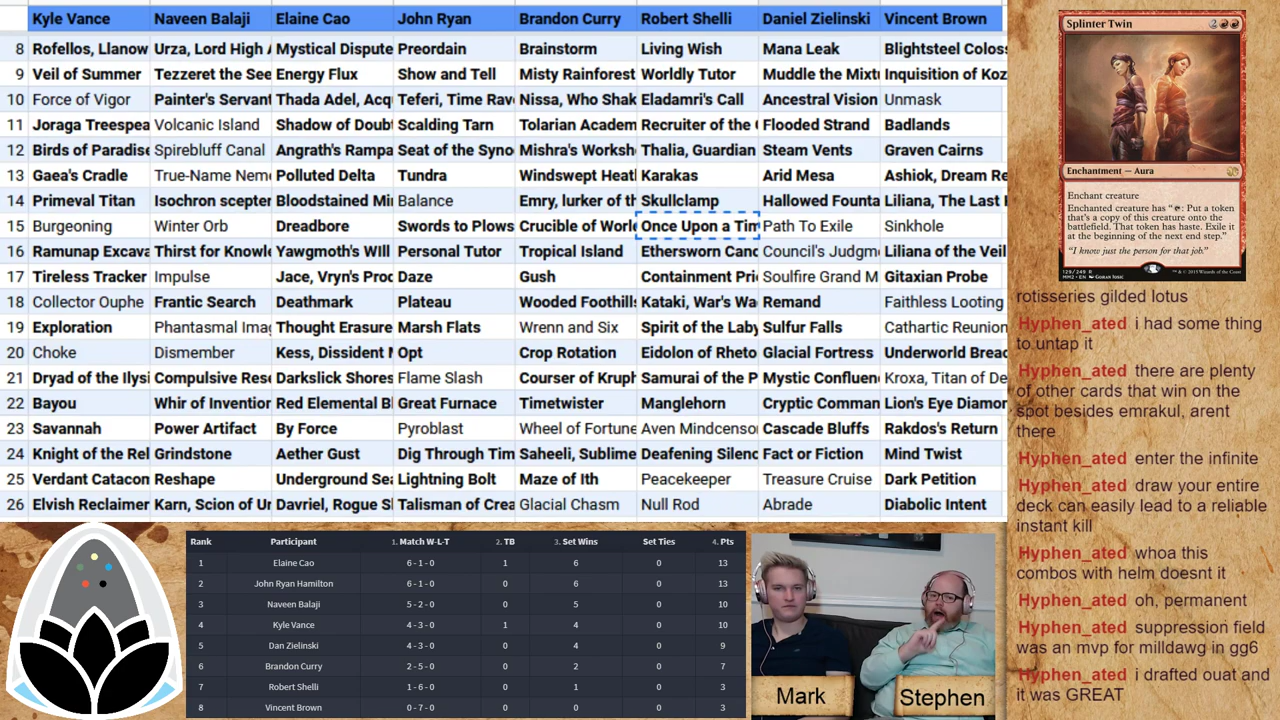 Kyle Vance Naveen Balaji Elaine Cao John Ryan Brandon Curry Robert Shelli Daniel Zielinski Vincent Brown
8 Rofellos, Llanow Urza, Lord High A Mystical Dispute Preordain Brainstorm Living Wish Mana Leak Blightsteel Coloss
9 Veil of Summer Tezzeret the See Energy Flux Show and Tell Misty Rainforest Worldly Tutor Muddle the Mixtu Inquisition of Koz
10 Force of Vigor Painter's Servant Thada Adel, Acq Teferi, Time Rav Nissa, Who Shak Eladamri's Call Ancestral Vision Unmask
11 Joraga Treespea Volcanic Island Shadow of Doubt Scalding Tarn Tolarian Academ Recruiter of the Flooded Strand Badlands
12 Birds of Paradise Spirebluff Canal Angrath's Rampa Seat of the Syno Mishra's Worksh Thalia, Guardian Steam Vents Graven Cairns
13 Gaea's Cradle True-Name Neme Polluted Delta Tundra Windswept Heath Karakas Arid Mesa Ashiok, Dream Re
14 Primeval Titan Isochron scepter Bloodstained Mir Balance Emry, lurker of th Skullclamp Hallowed Founta Liliana, The Last
15 Burgeoning Winter Orb Dreadbore Swords to Plows Crucible of World Once Upon a Tim Path To Exile Sinkhole
16 Ramunap Excava Thirst for Knowle Yawgmoth's WIll Personal Tutor Tropical Island Ethersworn Cano Council's Judgme Liliana of the Veil
17 Tireless Tracker Impulse Jace, Vryn's Proc Daze Gush Containment Pri Soulfire Grand M Gitaxian Probe
18 Collector Ouphe Frantic Search Deathmark Plateau Wooded Foothills Kataki, War's Wa Remand Faithless Looting
19 Exploration Phantasmal Imag Thought Erasure Marsh Flats Wrenn and Six Spirit of the Laby Sulfur Falls Cathartic Reunion
20 Choke Dismember Kess, Dissident M Opt Crop Rotation Eidolon of Rheto Glacial Fortress Underworld Breac
21 Dryad of the Ilysi Compulsive Rese Darkslick Shores Flame Slash Courser of Kruph Samurai of the P Mystic Confluen Kroxa, Titan of De
22 Bayou Whir of Invention Red Elemental Bl Great Furnace Timetwister Manglehorn Cryptic Comman Lion's Eye Diamon
23 Savannah Power Artifact By Force Pyroblast Wheel of Fortune Aven Mindcensor Cascade Bluffs Rakdos's Return
24 Knight of the Rel Grindstone Aether Gust Dig Through Tim Saheeli, Sublime Deafening Silenc Fact or Fiction Mind Twist
25 Verdant Catacom Reshape Underground Sea Lightning Bolt Maze of Ith Peacekeeper Treasure Cruise Dark Petition
26 Elvish Reclaimer Karn, Scion of Ur Davriel, Rogue Sh Talisman of Crea Glacial Chasm Null Rod Abrade Diabolic Intent
Splinter Twin 2
Enchantment — Aura
Enchant creature
Enchanted creature has “: Put a token
that's a copy of this creature onto the
battlefield. That token has haste. Exile it
at the beginning of the next end step.”
“I know just the person for that job.”
rotisseries gilded lotus
Hyphen_ated i had some thing
to untap it
Hyphen_ated there are plenty
of other cards that win on the
spot besides emrakul, arent
there
Hyphen_ated enter the infinite
Hyphen_ated draw your entire
deck can easily lead to a reliable
instant kill
Hyphen_ated whoa this
combos with helm doesnt it
Hyphen_ated oh, permanent
Hyphen_ated suppression field
was an mvp for milldawg in gg6
Hyphen_ated i drafted ouat and
it was GREAT
Rank Participant 1. Match W-L-T 2. TB 3. Set Wins Set Ties 4. Pts
1 Elaine Cao 6 - 1 - 0 1 6 0 13
2 John Ryan Hamilton 6 - 1 - 0 0 6 0 13
3 Naveen Balaji 5 - 2 - 0 0 5 0 10
4 Kyle Vance 4 - 3 - 0 1 4 0 10
5 Dan Zielinski 4 - 3 - 0 0 4 0 9
6 Brandon Curry 2 - 5 - 0 0 2 0 7
7 Robert Shelli 1 - 6 - 0 0 1 0 3
8 Vincent Brown 0 - 7 - 0 0 0 0 3
Mark Stephen